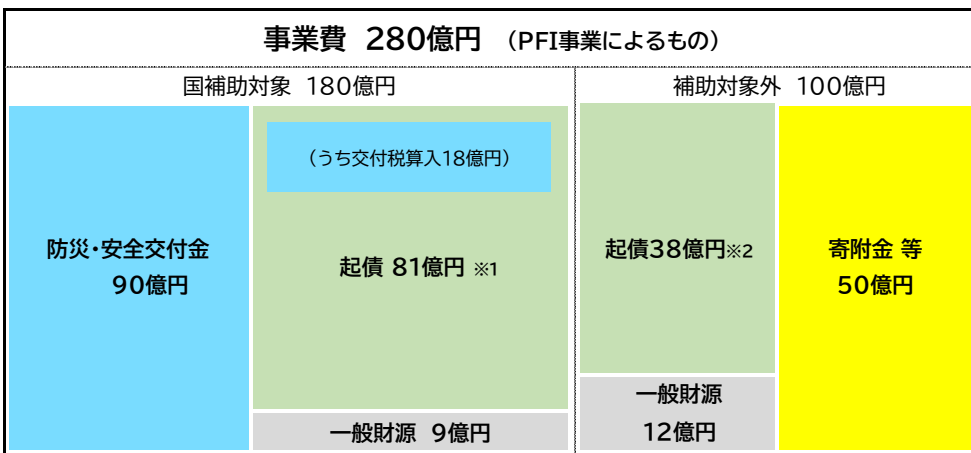 事業費 280億円 (PFI事業によるもの)
国補助対象 180億円
補助対象外 100億円
防災・安全交付金
90億円
(うち交付税算入18億円)
起債 81億円 ※1
一般財源 9億円
起債38億円※2
一般財源
12億円
寄附金 等
50億円